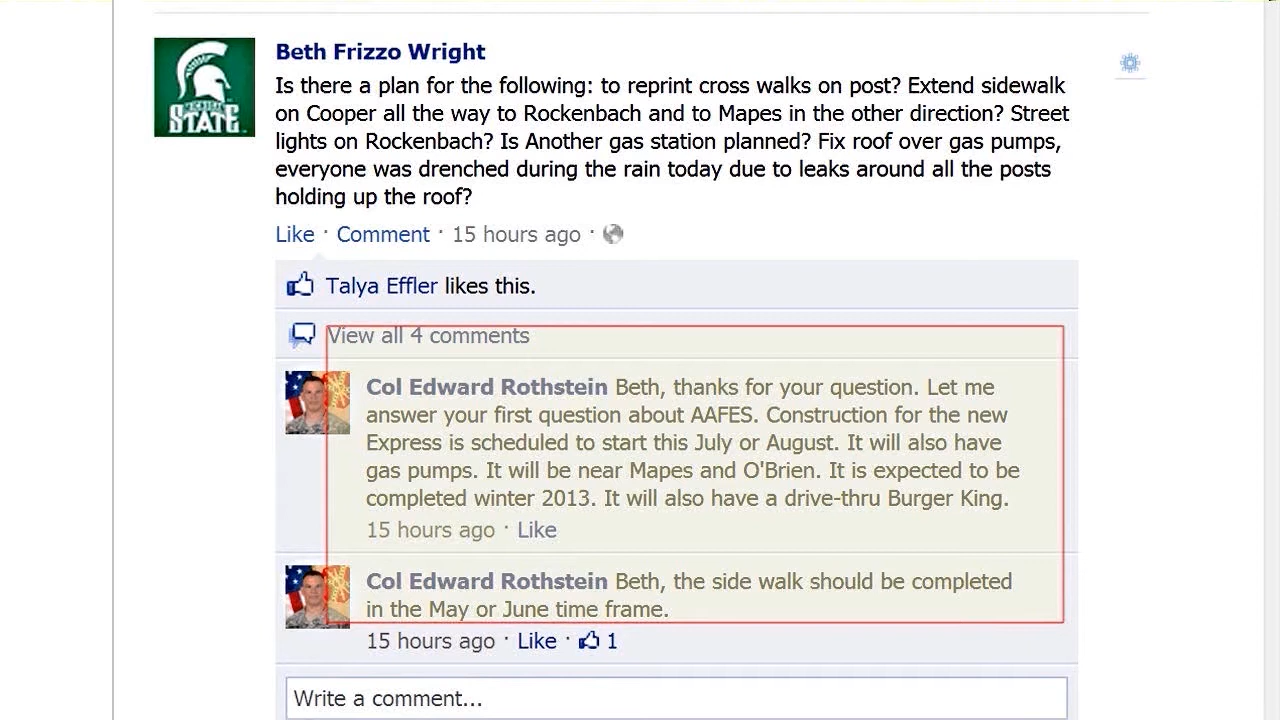 Beth Frizzo Wright
Is there a plan for the following: to reprint cross walks on post? Extend sidewalk
on Cooper all the way to Rockenbach and to Mapes in the other direction? Street
lights on Rockenbach? Is Another gas station planned? Fix roof over gas pumps,
everyone was drenched during the rain today due to leaks around all the posts
holding up the roof?
MICHIGAN
STATE
Like · Comment · 15 hours ago ·
Talya Effler likes this.
View all 4 comments
Col Edward Rothstein Beth, thanks for your question. Let me
answer your first question about AAFES. Construction for the new
Express is scheduled to start this July or August. It will also have
gas pumps. It will be near Mapes and O'Brien. It is expected to be
completed winter 2013. It will also have a drive-thru Burger King.
15 hours ago · Like
Col Edward Rothstein Beth, the side walk should be completed
in the May or June time frame.
15 hours ago · Like · 1
Write a comment...